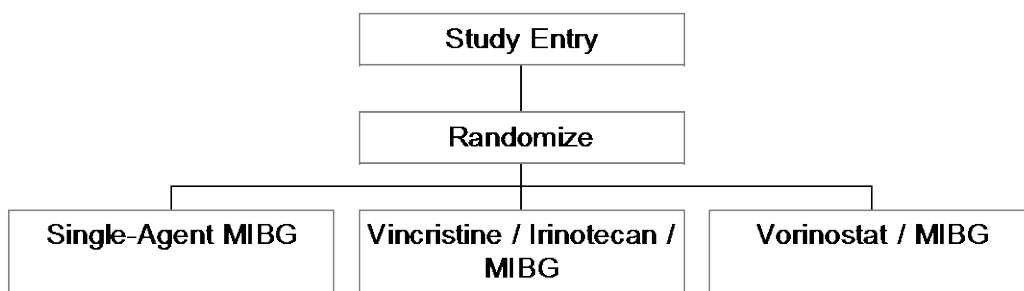 Study Entry
Randomize
Single-Agent MIBG
Vincristine / Irinotecan /
MIBG
Vorinostat / MIBG